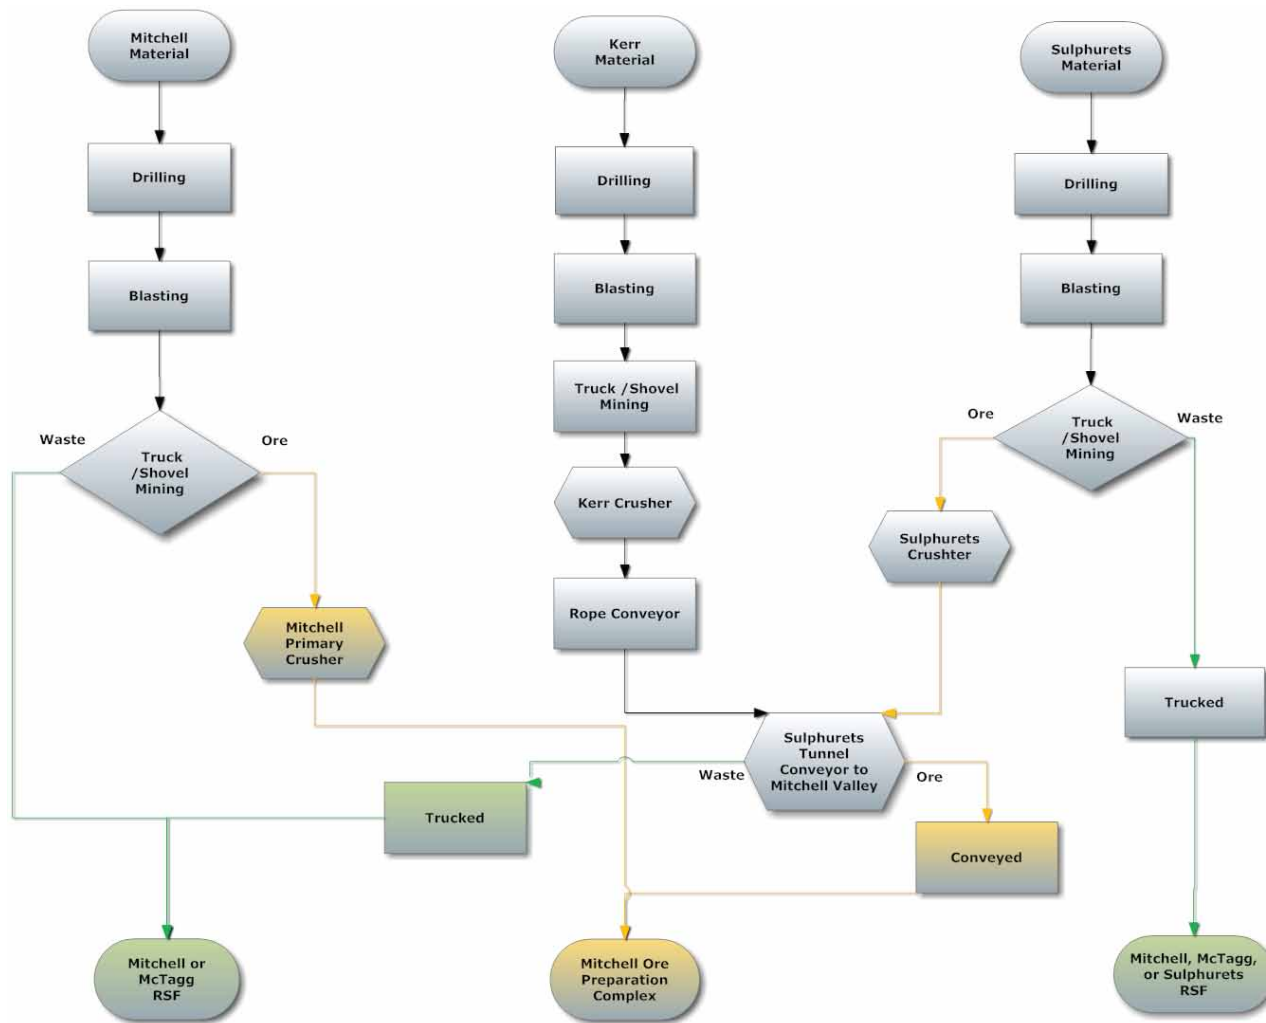 Mitchell
Material
Kerr
Material
Sulphurets
Material
Drilling
Drilling
Drilling
Blasting
Blasting
Blasting
Truck /Shovel
Mining
Waste
Ore
Truck
/Shovel
Mining
Ore
Waste
Truck
/Shovel
Mining
Kerr Crusher
Sulphurets
Crushter
Rope Conveyor
Mitchell
Primary
Crusher
Trucked
Sulphurets
Tunnel
Conveyor to
Mitchell Valley
Waste
Ore
Trucked
Conveyed
Mitchell or
McTagg
RSF
Mitchell Ore
Preparation
Complex
Mitchell, McTagg,
or Sulphurets
RSF